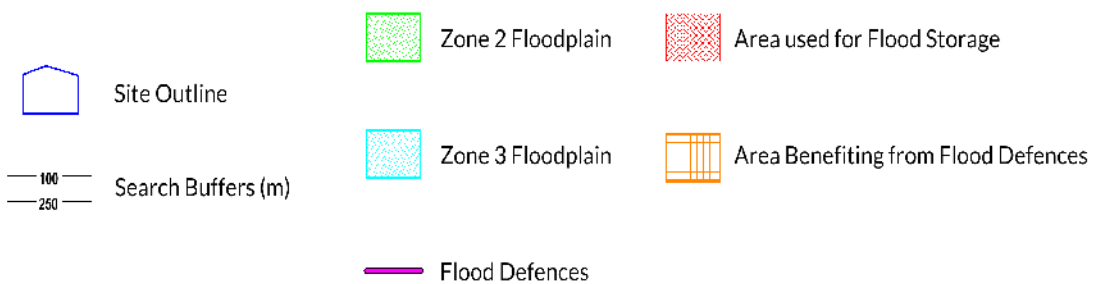 Site Outline
100
250
Search Buffers (m)
Zone 2 Floodplain
Zone 3 Floodplain
Flood Defences
Area used for Flood Storage
Area Benefiting from Flood Defences